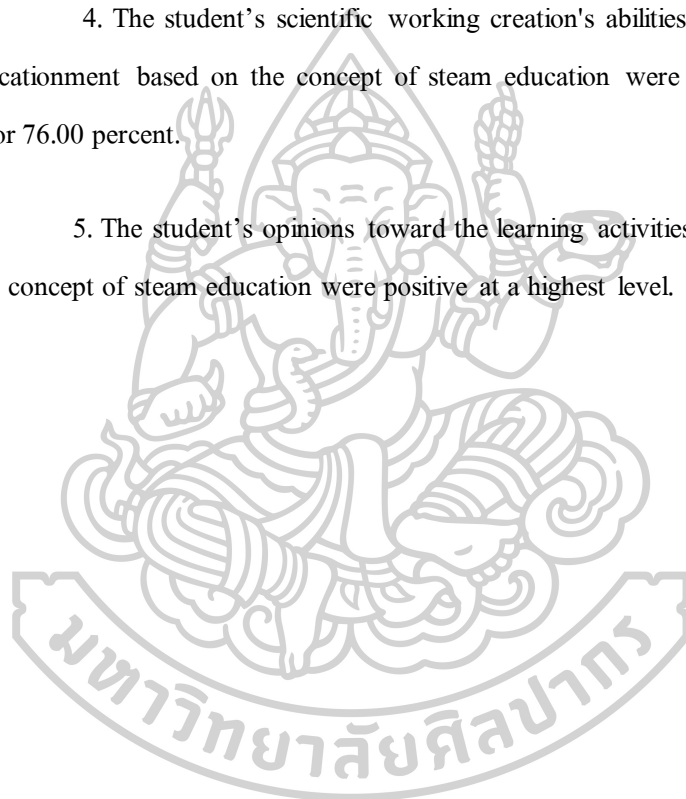 4. The student’s scientific working creation's abilities
cationment based on the concept of steam education were
or 76.00 percent.
5. The student’s opinions toward the learning activities
concept of steam education were positive at a highest level.
มหาวิทยาลัยศิลปากร